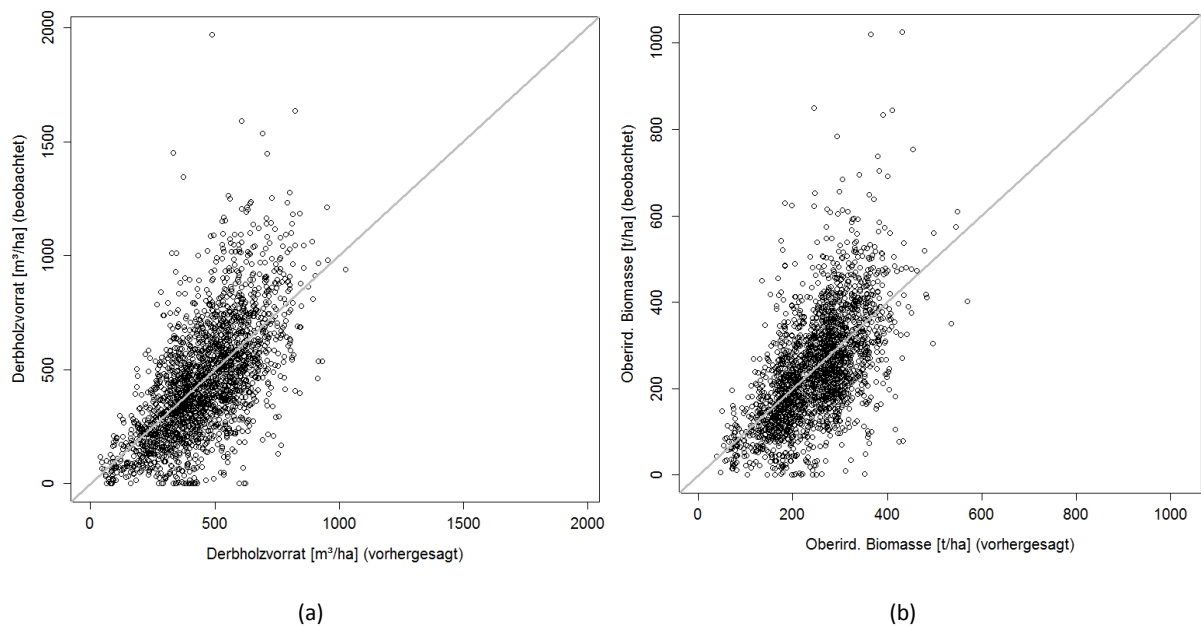 2000
1500
1000
500
0
Derbholzvorrat [m³/ha] (beobachtet)
0 500 1000 1500 2000
Derbholzvorrat [m³/ha] (vorhergesagt)
(a)
1000
800
600
400
200
0
Oberird. Biomasse [t/ha] (beobachtet)
0 200 400 600 800 1000
Oberird. Biomasse [t/ha] (vorhergesagt)
(b)